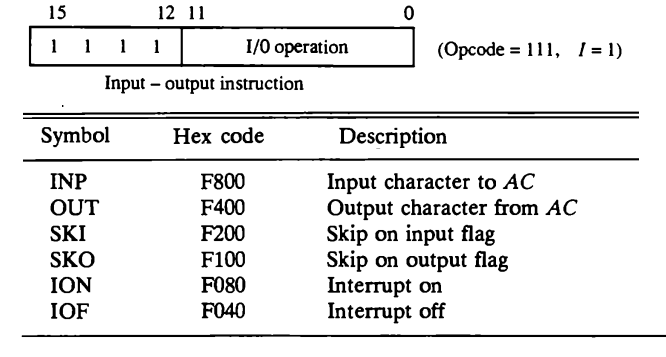 15 12 11 0
1 1 1 1 I/0 operation (Opcode = 111, I = 1)
Input – output instruction
Symbol Hex code Description
INP F800 Input character to AC
OUT F400 Output character from AC
SKI F200 Skip on input flag
SKO F100 Skip on output flag
ION F080 Interrupt on
IOF F040 Interrupt off